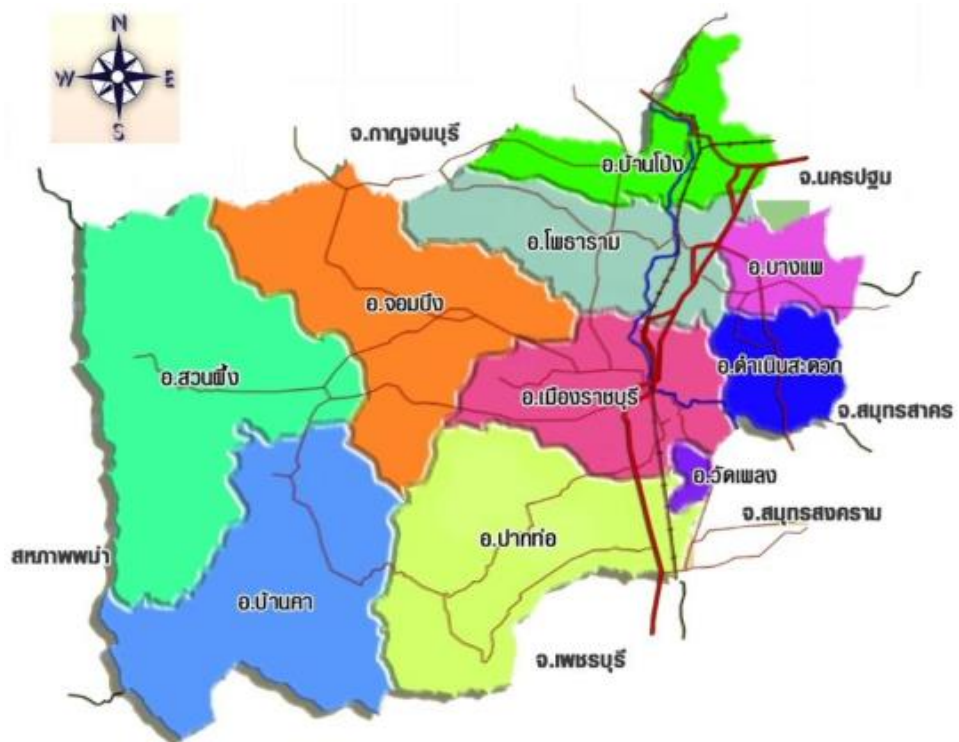 N
W E
S
จ.กาญจนบุรี
อ.บ้านโป่ง
จ.นครปฐม
อ.โพธาราม
อ.บางแพ
อ.จอมบึง
อ.สวนผึ้ง
อ.ดำเนินสะดวก
อ.เมืองราชบุรี
จ.สมุทรสาคร
อ.วัดเพลง
จ.สมุทรสงคราม
อ.ปากท่อ
สหภาพพม่า
อ.บ้านคา
จ.เพชรบุรี